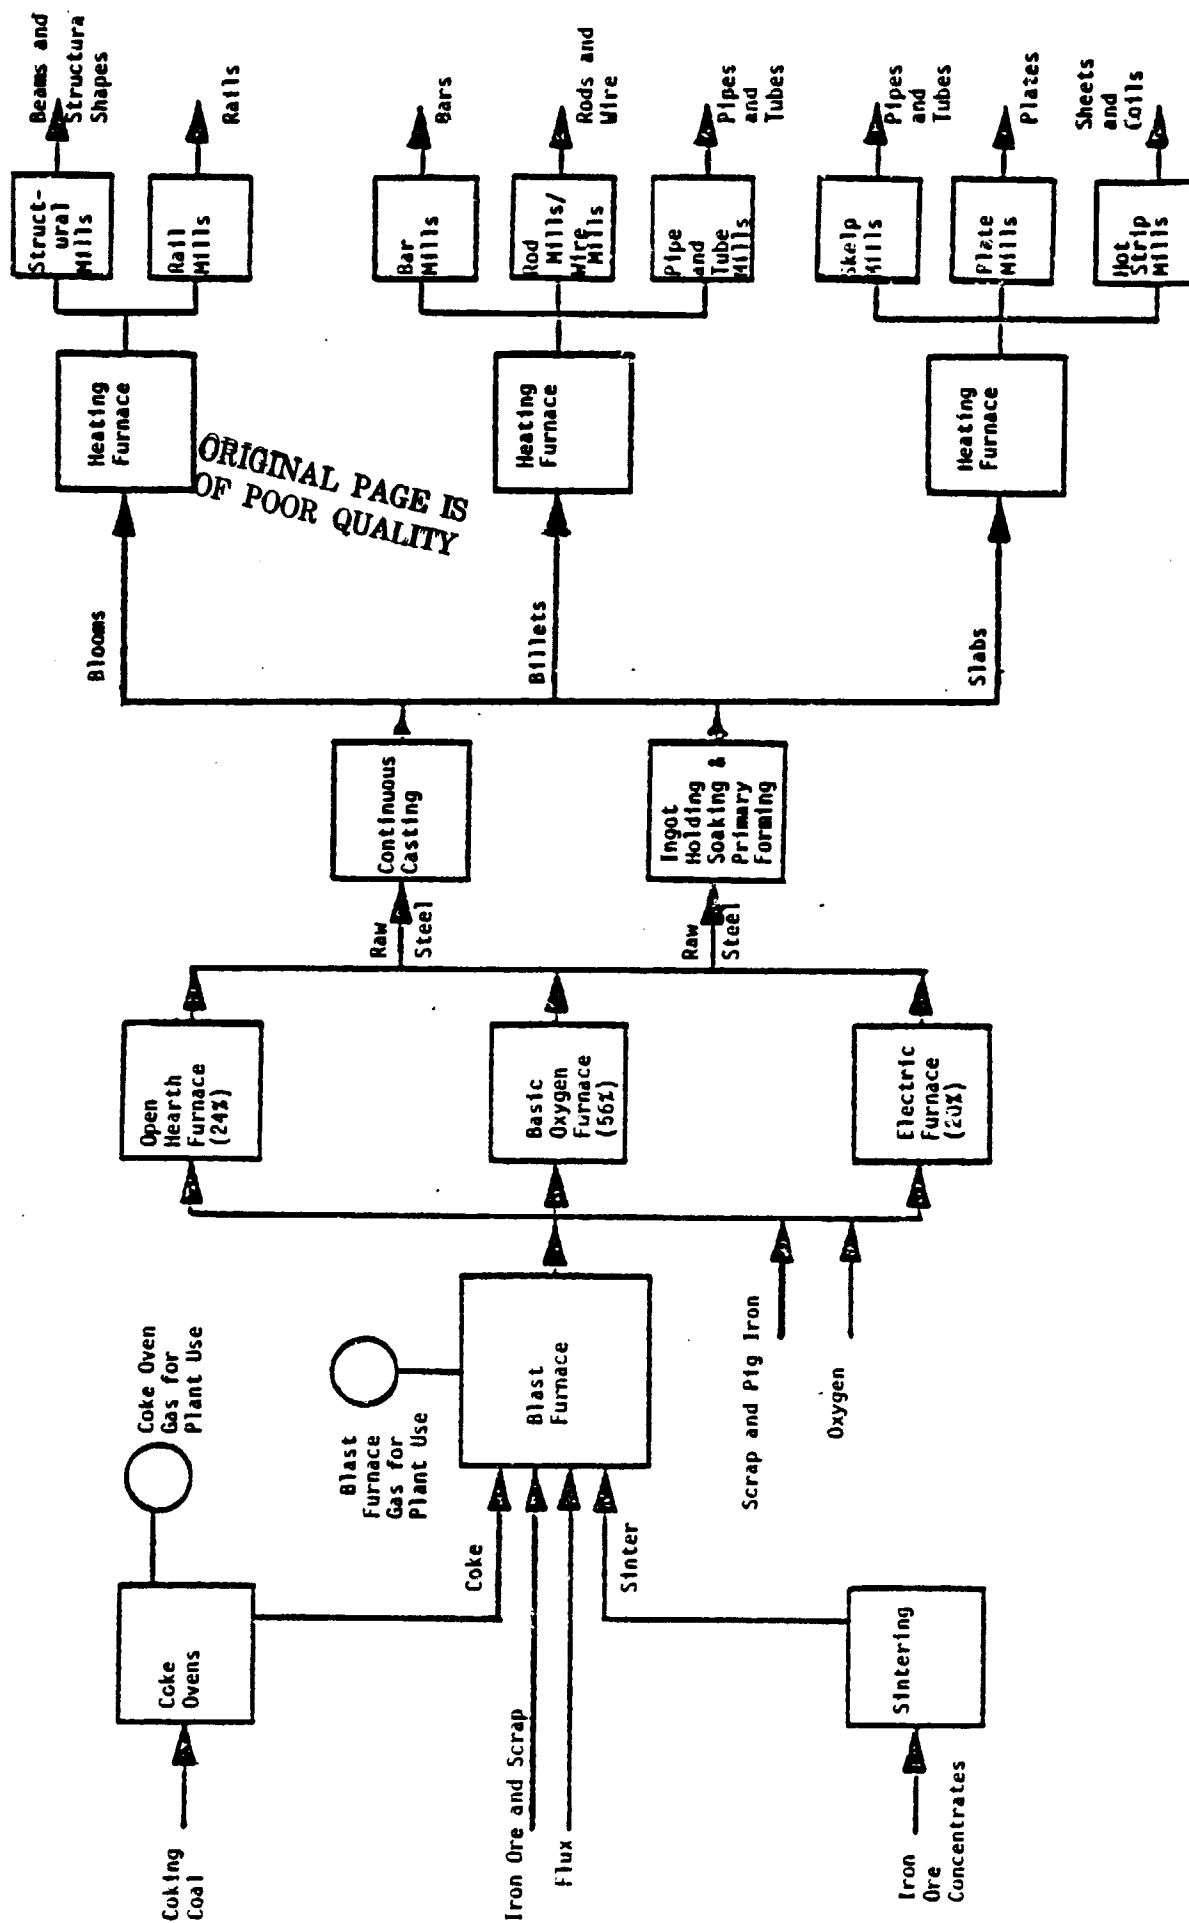 Coking
Coal
Coke
Ovens
Coke Oven
Gas for
Plant Use
Iron Ore and Scrap
Flux
Iron
Ore
Concentrates
Sintering
Coke
Sinter
Blast
Furnace
Gas for
Plant Use
Blast
Furnace
Scrap and Pig Iron
Oxygen
Open
Hearth
Furnace
(24%)
Basic
Oxygen
Furnace
(56%)
Electric
Furnace
(20%)
Raw
Steel
Raw
Steel
Continuous
Casting
Ingot
Holding
Soaking &
Primary
Forming
Blooms
Billets
Slabs
ORIGINAL PAGE IS
OF POOR QUALITY
Heating
Furnace
Heating
Furnace
Heating
Furnace
Struct-
ural
Mills
Rail
Mills
Bar
Mills
Rod
Mills/
Wire
Mills
Pipe
and
Tube
Mills
Skelp
Mills
Plate
Mills
Hot
Strip
Mills
Beams and
Structura
Shapes
Rails
Bars
Rods and
Wire
Pipes
and
Tubes
Pipes
and
Tubes
Plates
Sheets
and
Coils